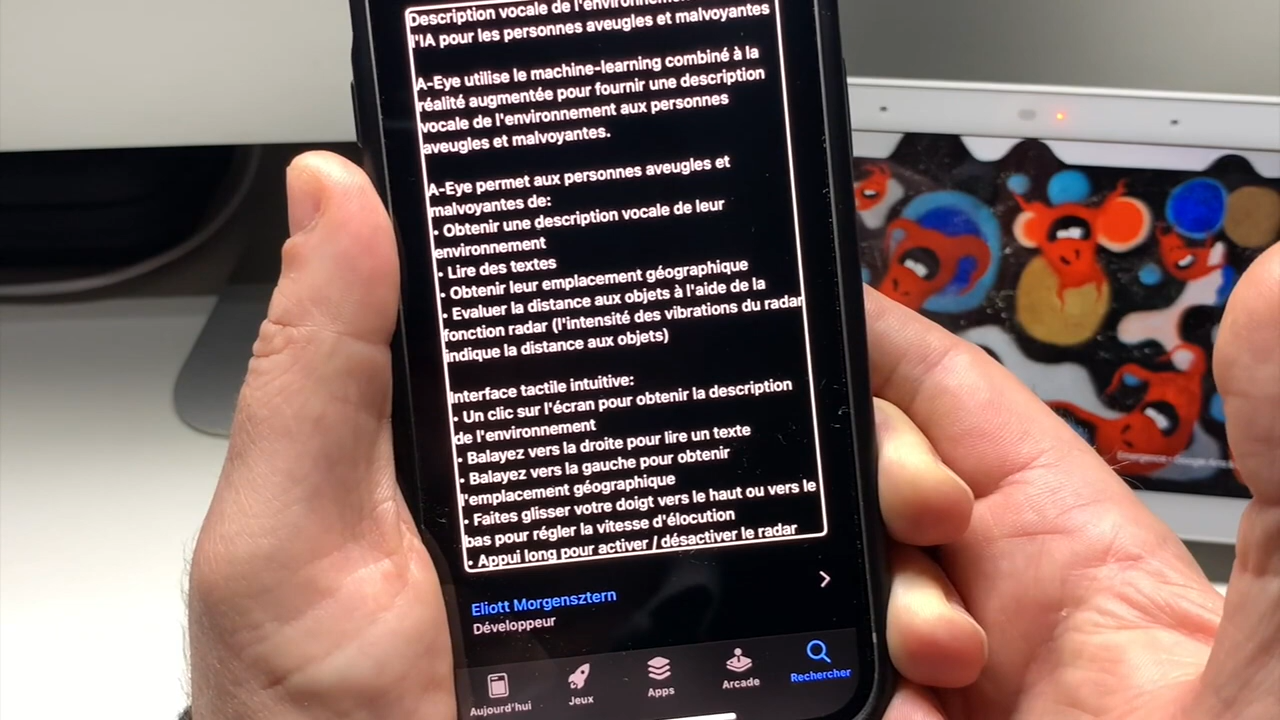 Description vocale de l'environnement
l'IA pour les personnes aveugles et malvoyantes
A-Eye utilise le machine-learning combiné à la
réalité augmentée pour fournir une description
vocale de l'environnement aux personnes
aveugles et malvoyantes.
A-Eye permet aux personnes aveugles et
malvoyantes de:
• Obtenir une description vocale de leur
environnement
• Lire des textes
• Obtenir leur emplacement géographique
• Evaluer la distance aux objets à l'aide de la
fonction radar (l'intensité des vibrations du radar
indique la distance aux objets)
Interface tactile intuitive:
• Un clic sur l'écran pour obtenir la description
de l'environnement
• Balayez vers la droite pour lire un texte
• Balayez vers la gauche pour obtenir
l'emplacement géographique
• Faites glisser votre doigt vers le haut ou vers le
bas pour régler la vitesse d'élocution
• Appui long pour activer / désactiver le radar
Eliott Morgensztern
Développeur
Aujourd'hui
Jeux
Apps
Arcade
Rechercher